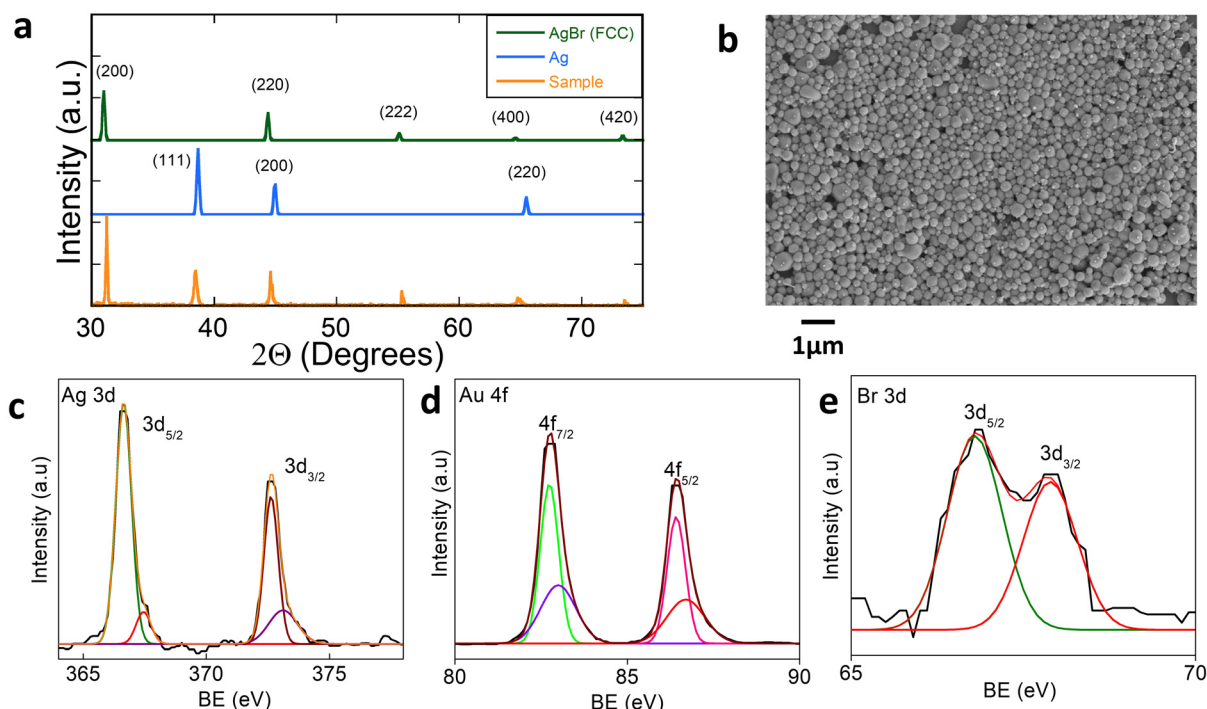 a
Intensity (a.u.)
AgBr (FCC)
Ag
Sample
(200)
(220)
(222)
(400)
(420)
(111)
(200)
(220)
30
40
50
60
70
2Θ (Degrees)
b
1μm
c
Ag 3d
3d5/2
3d3/2
Intensity (a.u)
365
370
375
BE (eV)
d
Au 4f
4f7/2
4f5/2
Intensity (a.u)
80
85
90
BE (eV)
e
Br 3d
3d5/2
3d3/2
Intensity (a.u)
65
70
BE (eV)